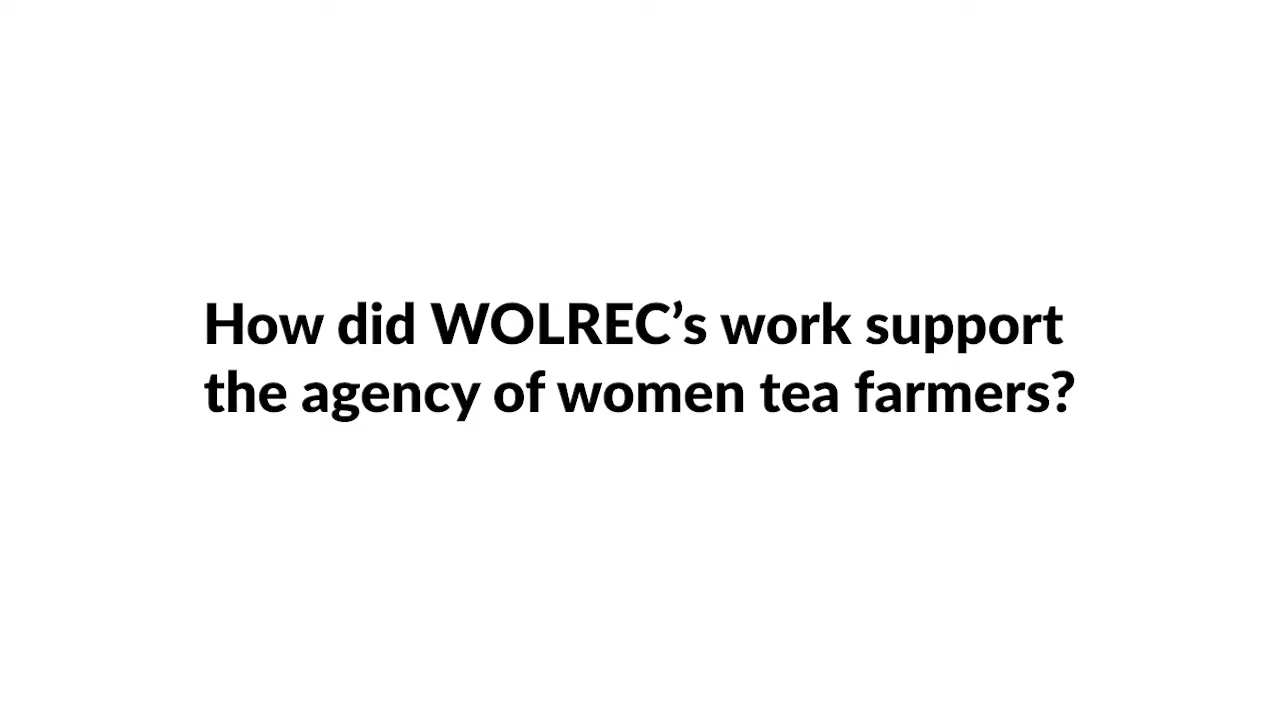 How did WOLREC’s work support
the agency of women tea farmers?